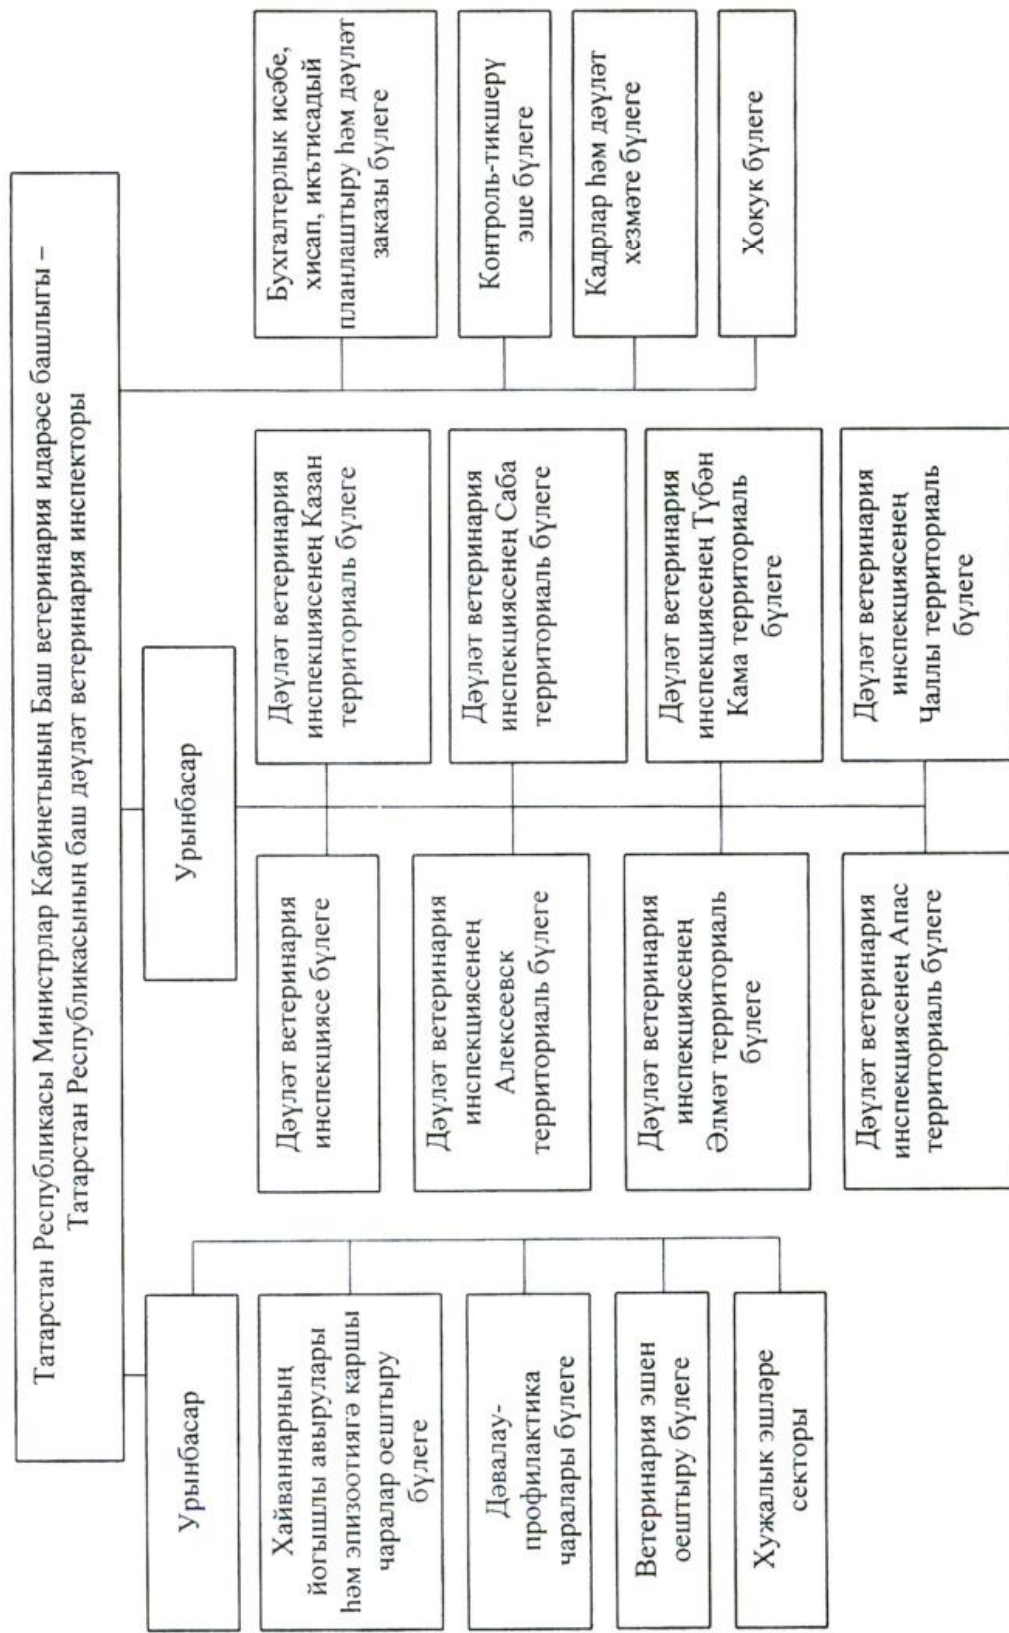 Татарстан Республикасы Министрлар Кабинетының Баш ветеринария идарәсе башлыгы –
Татарстан Республикасының баш дәүләт ветеринария инспекторы
Урынбасар
Хайваннарның
йогышлы авырулары
һәм эпизоотиягә каршы
чаралар оештыру
бүлеге
Дәвалау-
профилактика
чаралары бүлеге
Ветеринария эшен
оештыру бүлеге
Хуҗалык эшләре
секторы
Урынбасар
Дәүләт ветеринария
инспекциясе бүлеге
Дәүләт ветеринария
инспекциясенең
Алексеевск
территориаль бүлеге
Дәүләт ветеринария
инспекциясенең
Әлмәт территориаль
бүлеге
Дәүләт ветеринария
инспекциясенең Апас
территориаль бүлеге
Дәүләт ветеринария
инспекциясенең Казан
территориаль бүлеге
Дәүләт ветеринария
инспекциясенең Саба
территориаль бүлеге
Дәүләт ветеринария
инспекциясенең Түбән
Кама территориаль
бүлеге
Дәүләт ветеринария
инспекциясенең
Чаллы территориаль
бүлеге
Бухгалтерлык исәбе,
хисап, икътисадый
планлаштыру һәм дәүләт
заказы бүлеге
Контроль-тикшерү
эше бүлеге
Кадрлар һәм дәүләт
хезмәте бүлеге
Хокук бүлеге